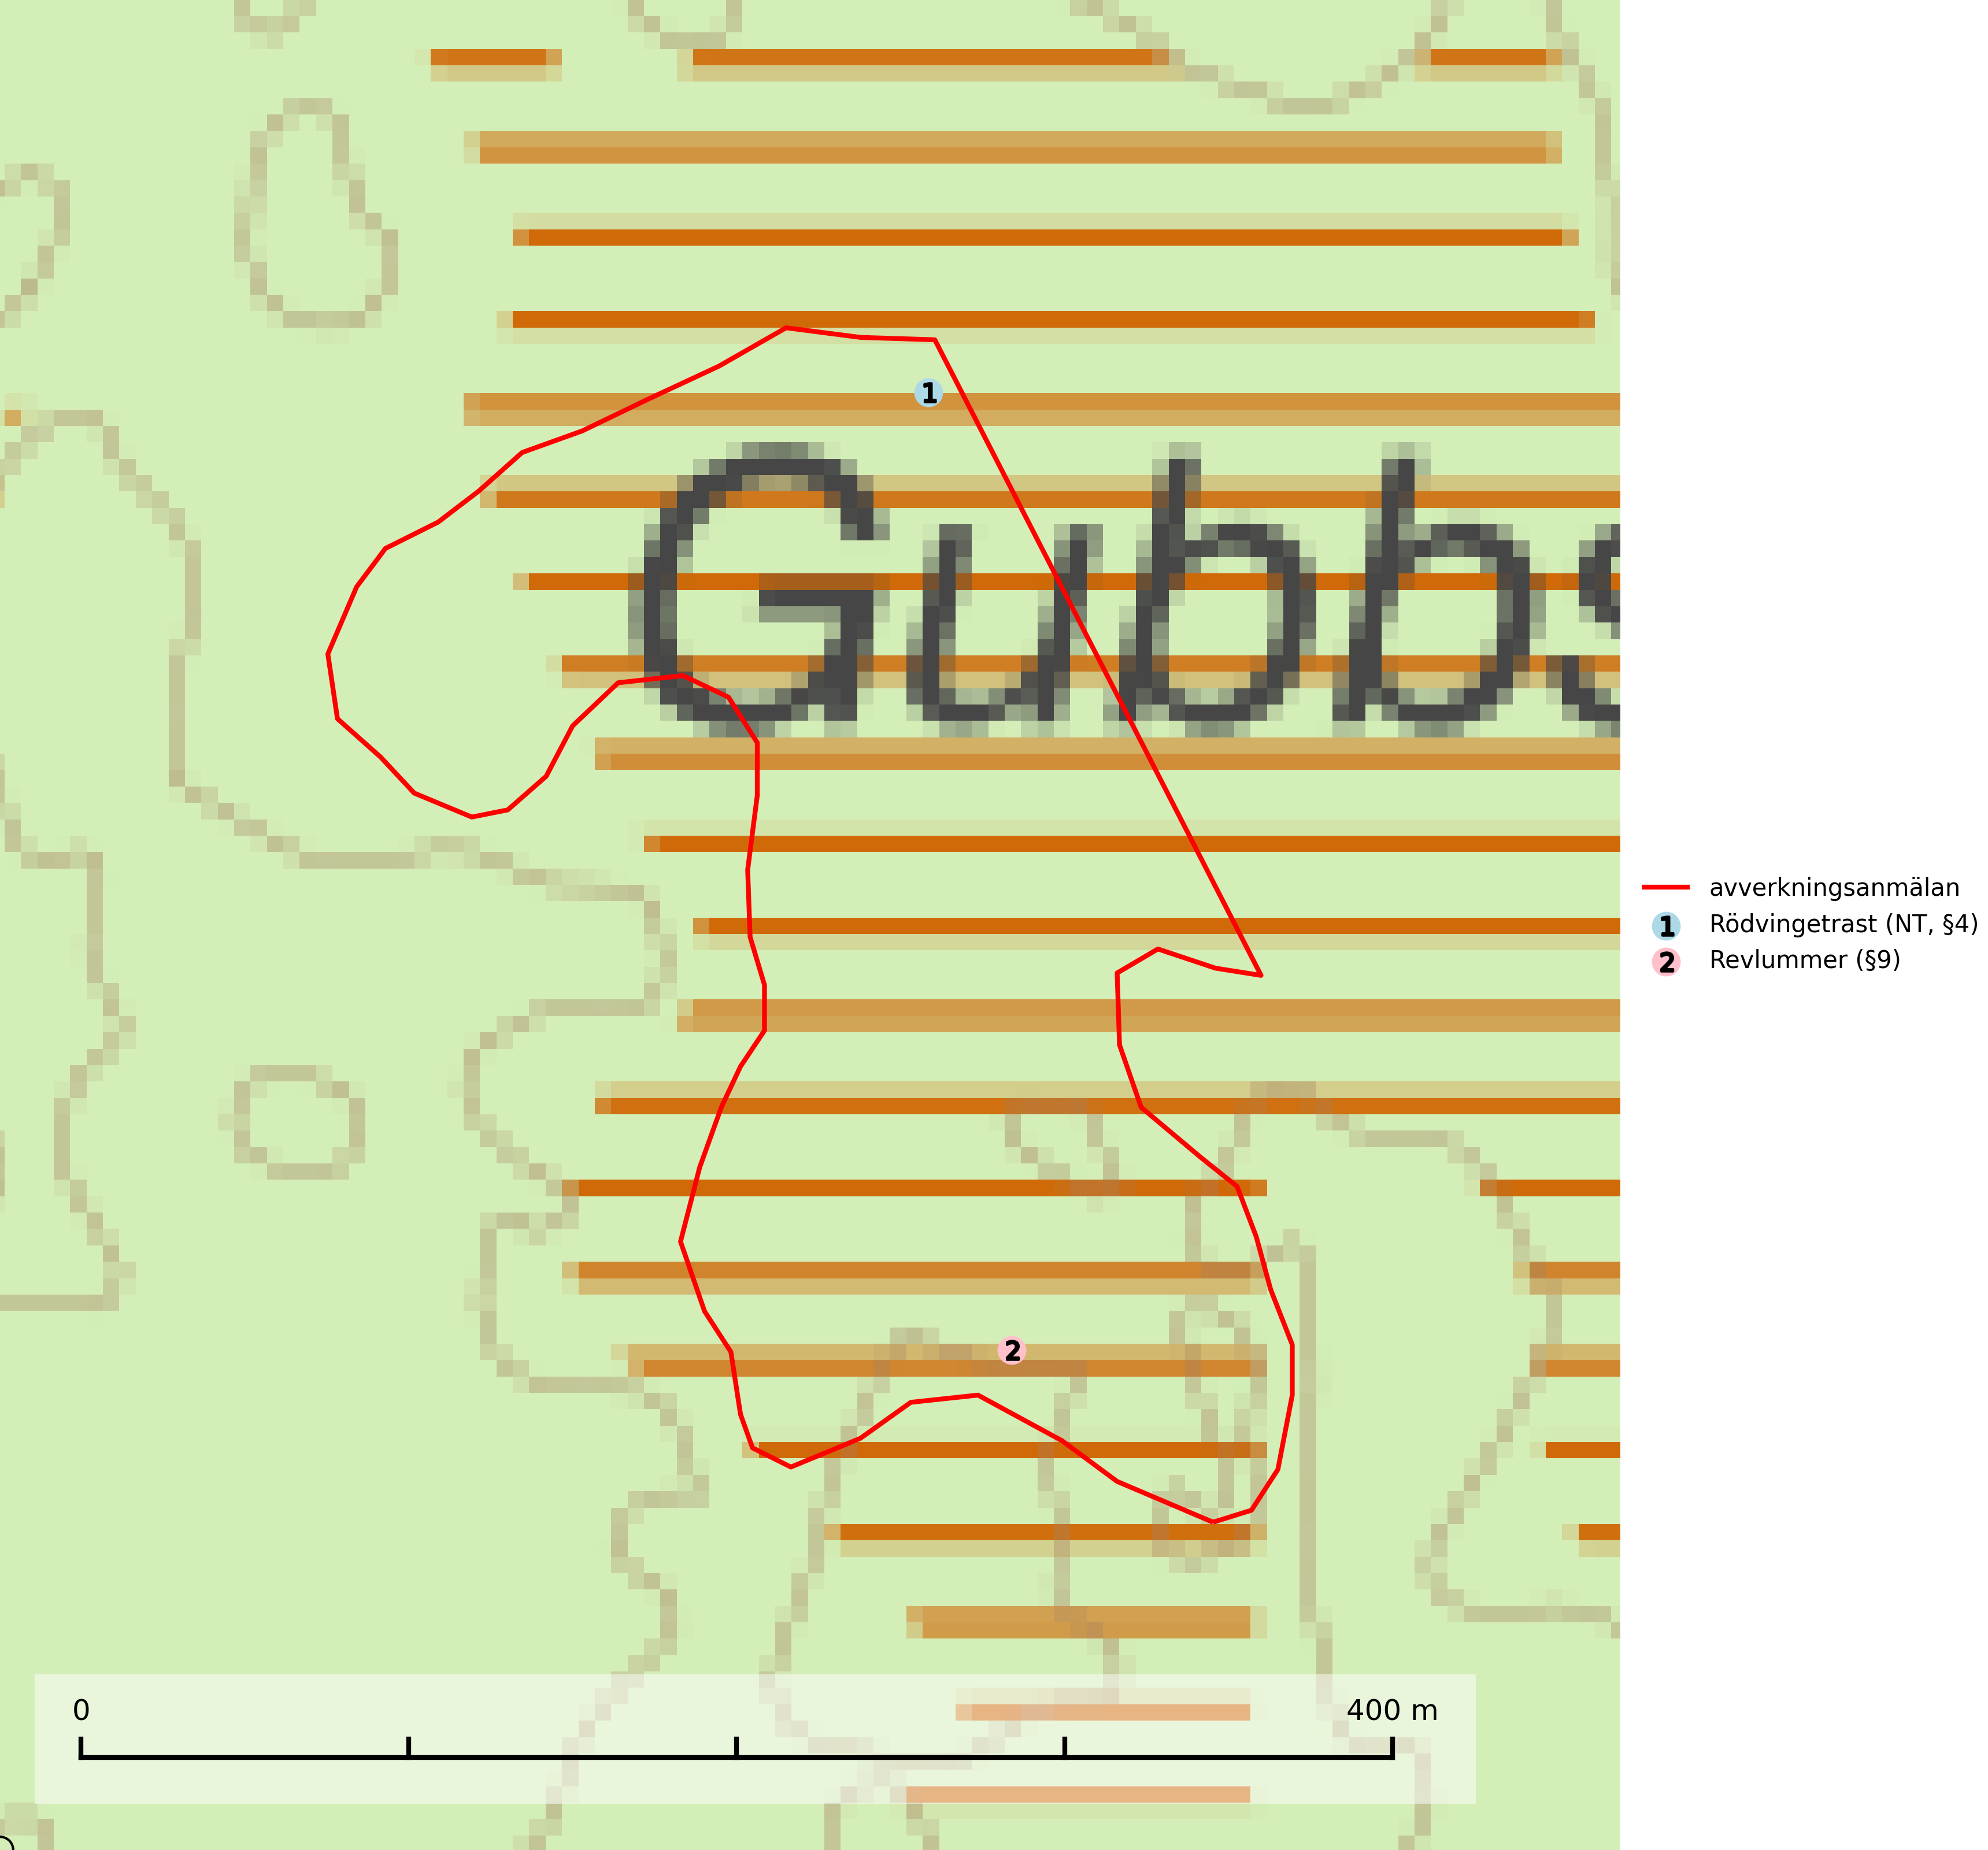 1
Gubb
avverkningsanmälan
1 Rödvingetrast (NT, §4)
2 Revlummer (§9)
2
0 400 m